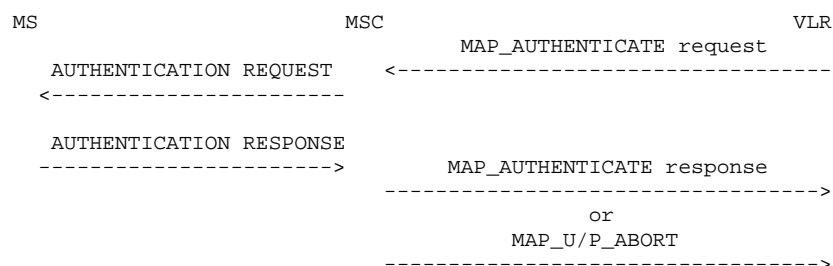 MS MSC VLR
MAP_AUTHENTICATE request
AUTHENTICATION REQUEST <-----------------------------------
<------------------------
AUTHENTICATION RESPONSE
------------------------> MAP_AUTHENTICATE response
----------------------------------->
or
MAP_U/P_ABORT
----------------------------------->